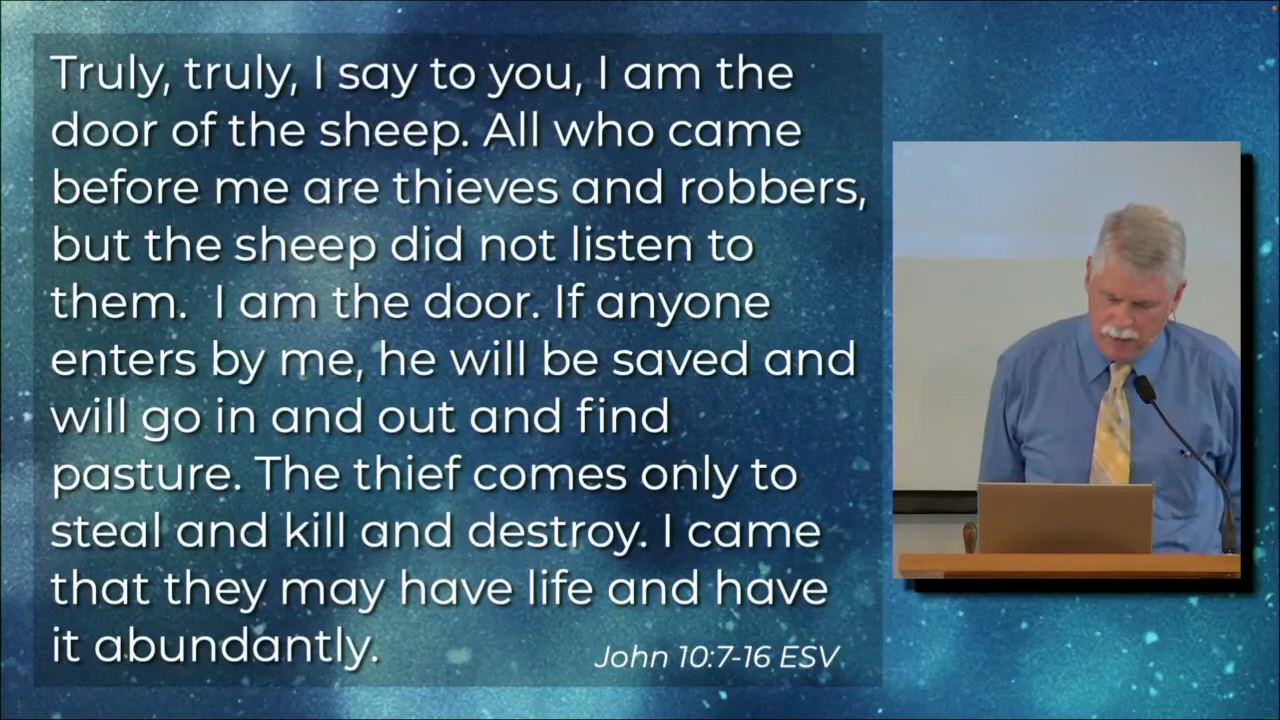 Truly, truly, I say to you, I am the
door of the sheep. All who came
before me are thieves and robbers,
but the sheep did not listen to
them.  I am the door. If anyone
enters by me, he will be saved and
will go in and out and find
pasture. The thief comes only to
steal and kill and destroy. I came
that they may have life and have
it abundantly.
John 10:7-16 ESV